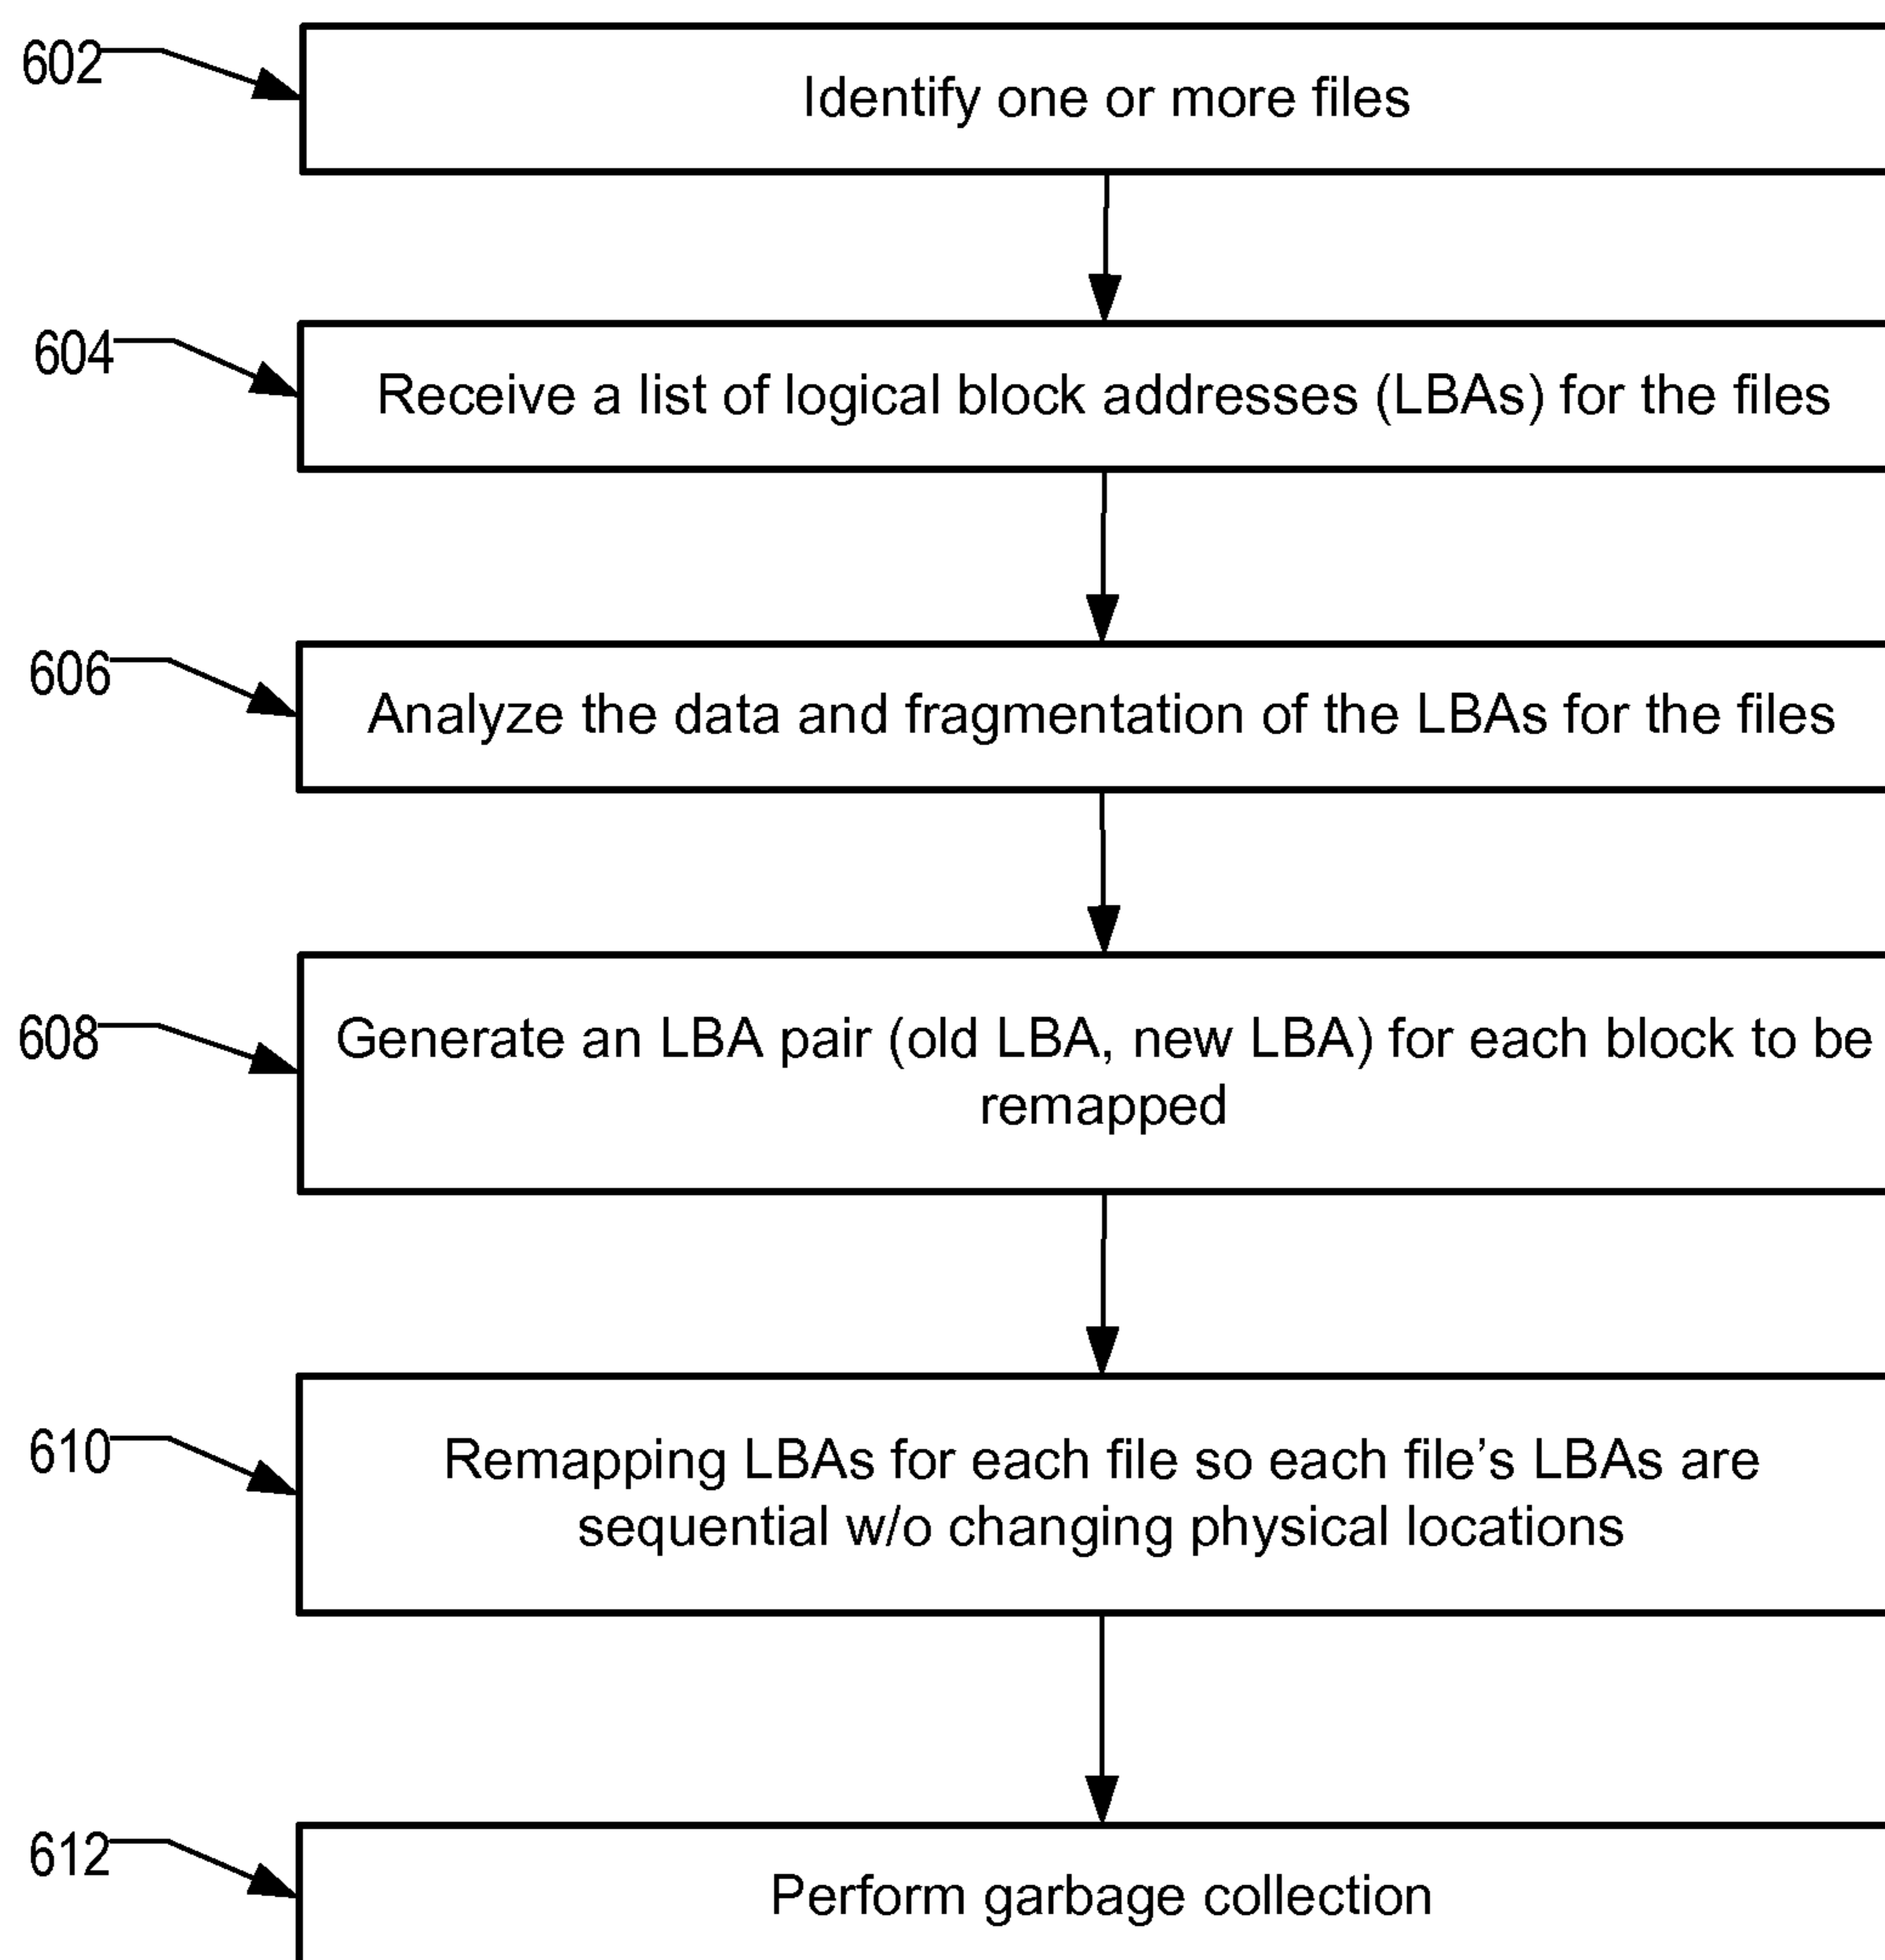 602
Identify one or more files
604
Receive a list of logical block addresses (LBAs) for the files
606
Analyze the data and fragmentation of the LBAs for the files
608
Generate an LBA pair (old LBA, new LBA) for each block to be
remapped
610
Remapping LBAs for each file so each file's LBAs are
sequential w/o changing physical locations
612
Perform garbage collection